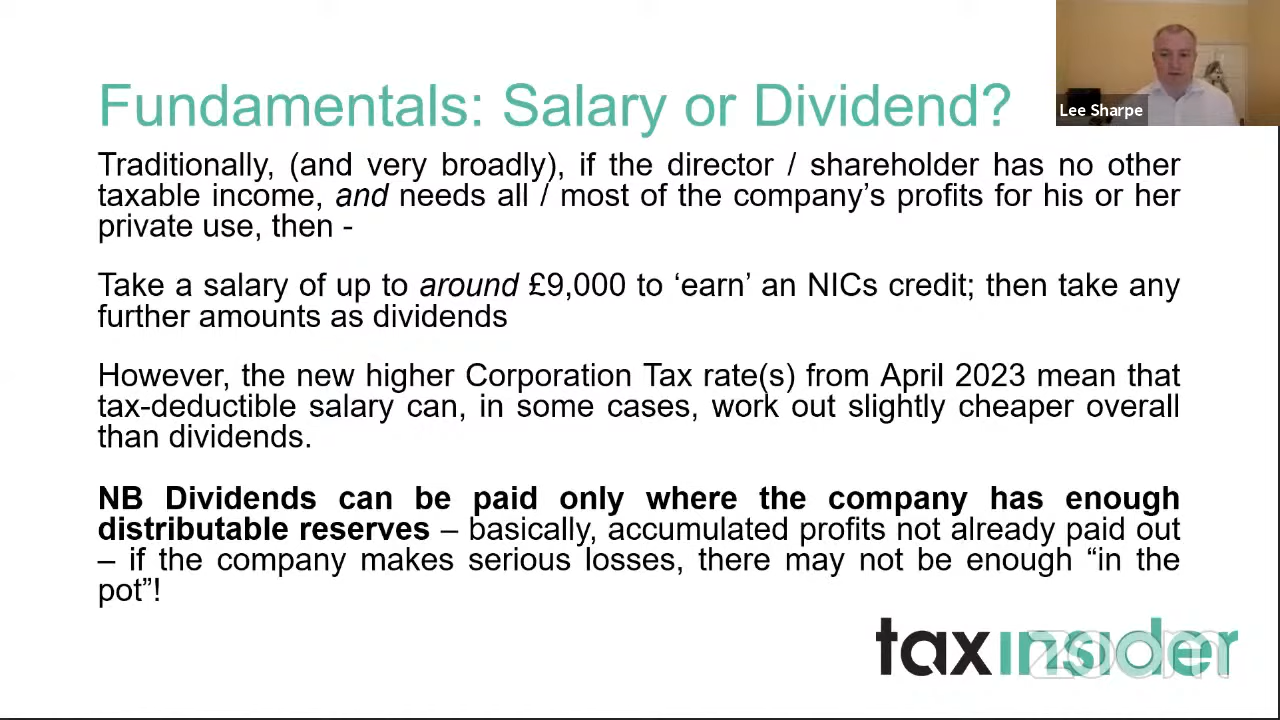 Fundamentals: Salary or Dividend?
Lee Sharpe
Traditionally, (and very broadly), if the director / shareholder has no other
taxable income, and needs all / most of the company’s profits for his or her
private use, then -
Take a salary of up to around £9,000 to ‘earn’ an NICs credit; then take any
further amounts as dividends
However, the new higher Corporation Tax rate(s) from April 2023 mean that
tax-deductible salary can, in some cases, work out slightly cheaper overall
than dividends.
NB Dividends can be paid only where the company has enough
distributable reserves – basically, accumulated profits not already paid out
– if the company makes serious losses, there may not be enough “in the
pot”!
taxinsider
zoom